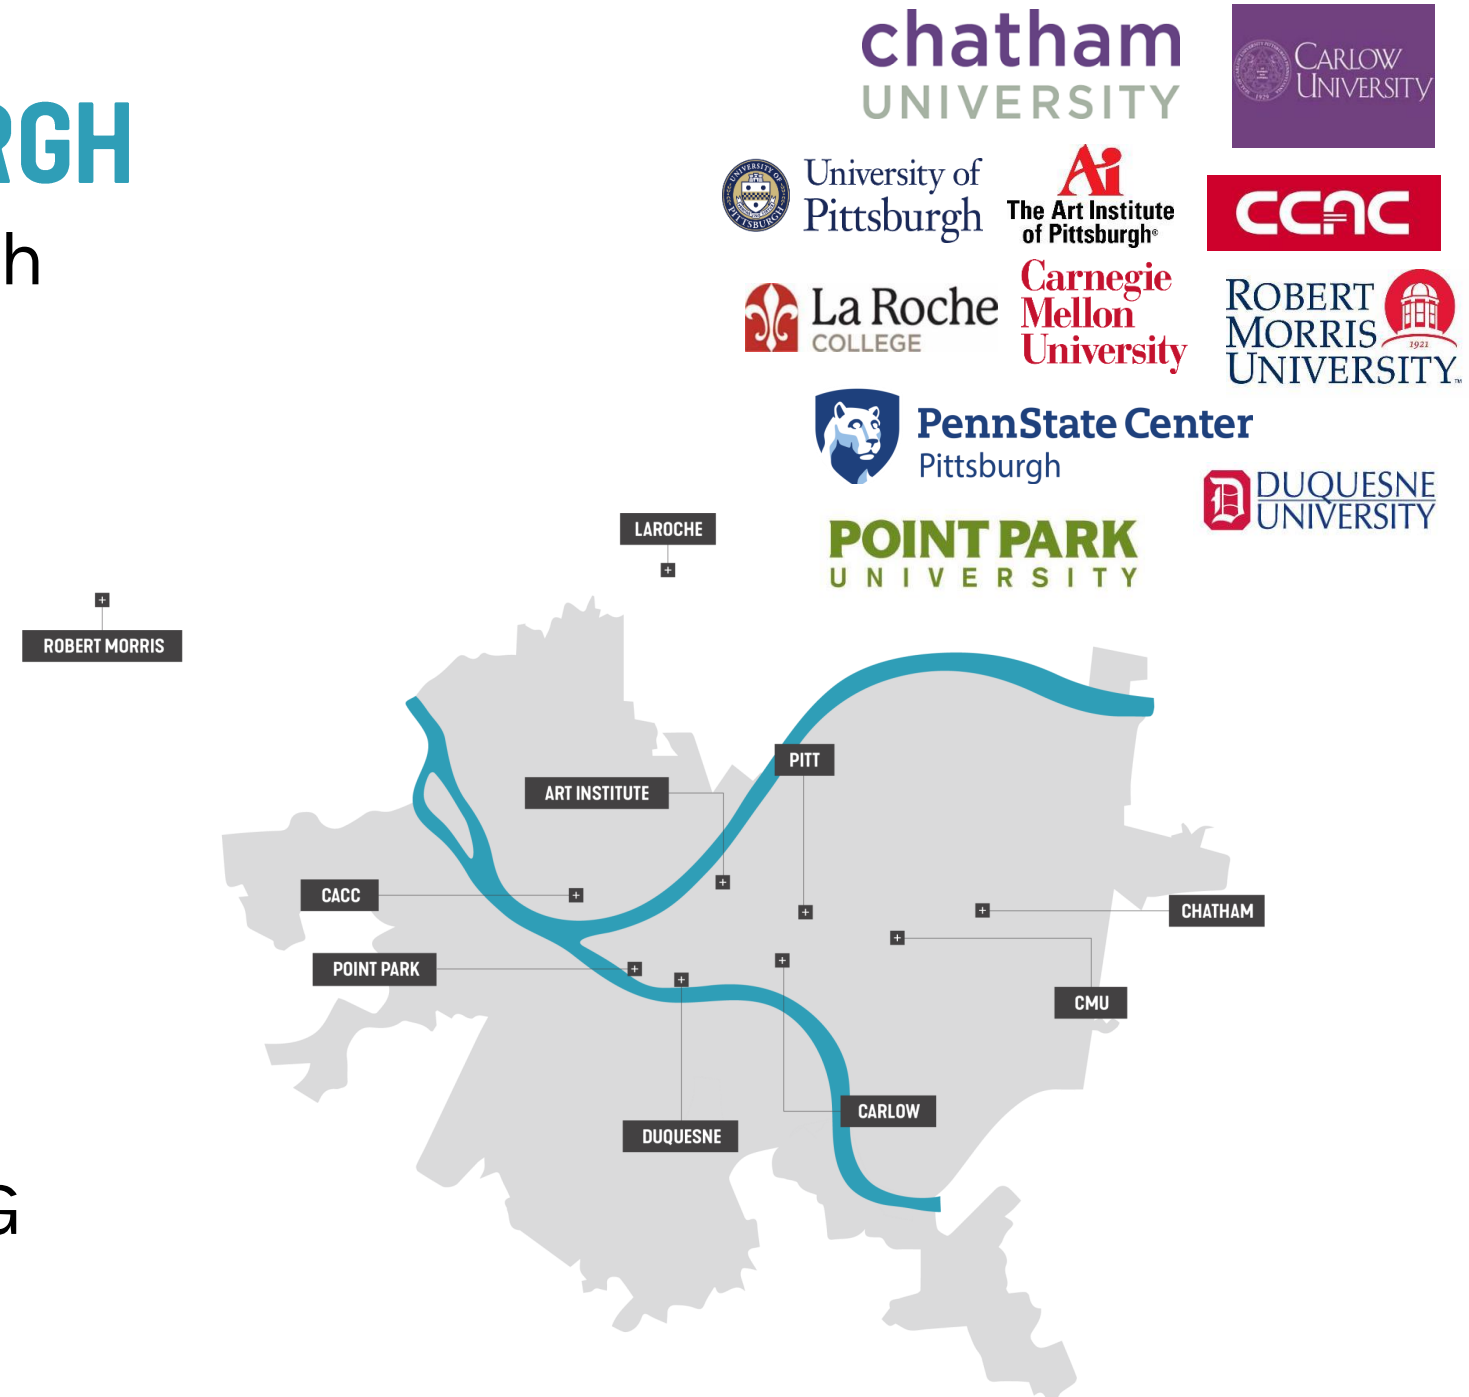 RGH
h
G
chatham
UNIVERSITY
CARLOW
UNIVERSITY
University of
Pittsburgh
Ai
The Art Institute
of Pittsburgh®
CCAC
La Roche
COLLEGE
Carnegie
Mellon
University
ROBERT
MORRIS
1921
UNIVERSITY™
PennState Center
Pittsburgh
DUQUESNE
UNIVERSITY
POINT PARK
UNIVERSITY
LAROCHE
ROBERT MORRIS
PITT
ART INSTITUTE
CACC
CHATHAM
POINT PARK
CMU
CARLOW
DUQUESNE